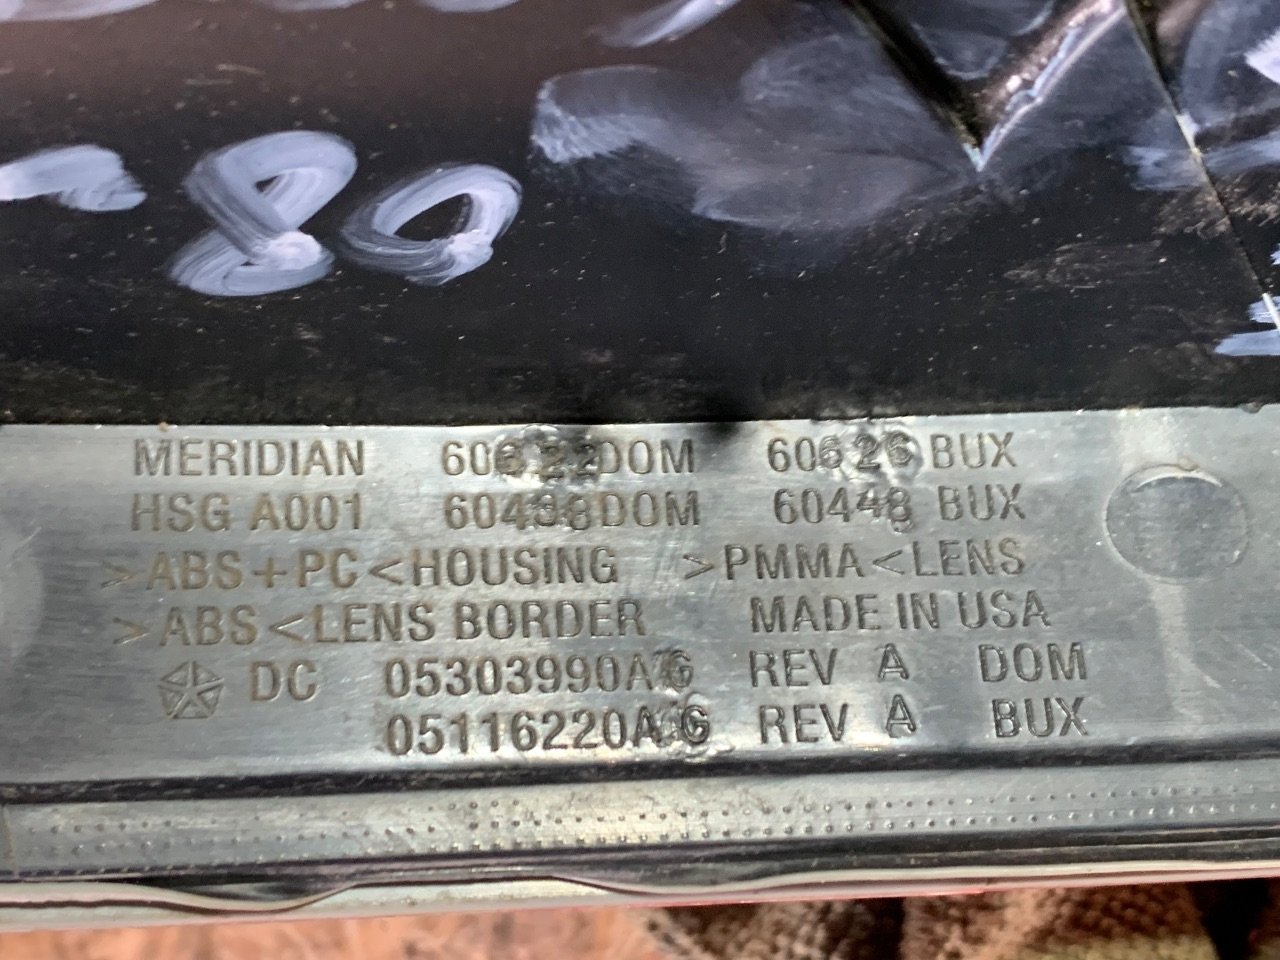 -80
MERIDIAN 60622DOM 60626 BUX
HSG A001 60438DOM 60448 BUX
>ABS+PC<HOUSING >PMMA<LENS
>ABS<LENS BORDER MADE IN USA
DC 05303990AG REV A DOM
05116220AG REV A BUX